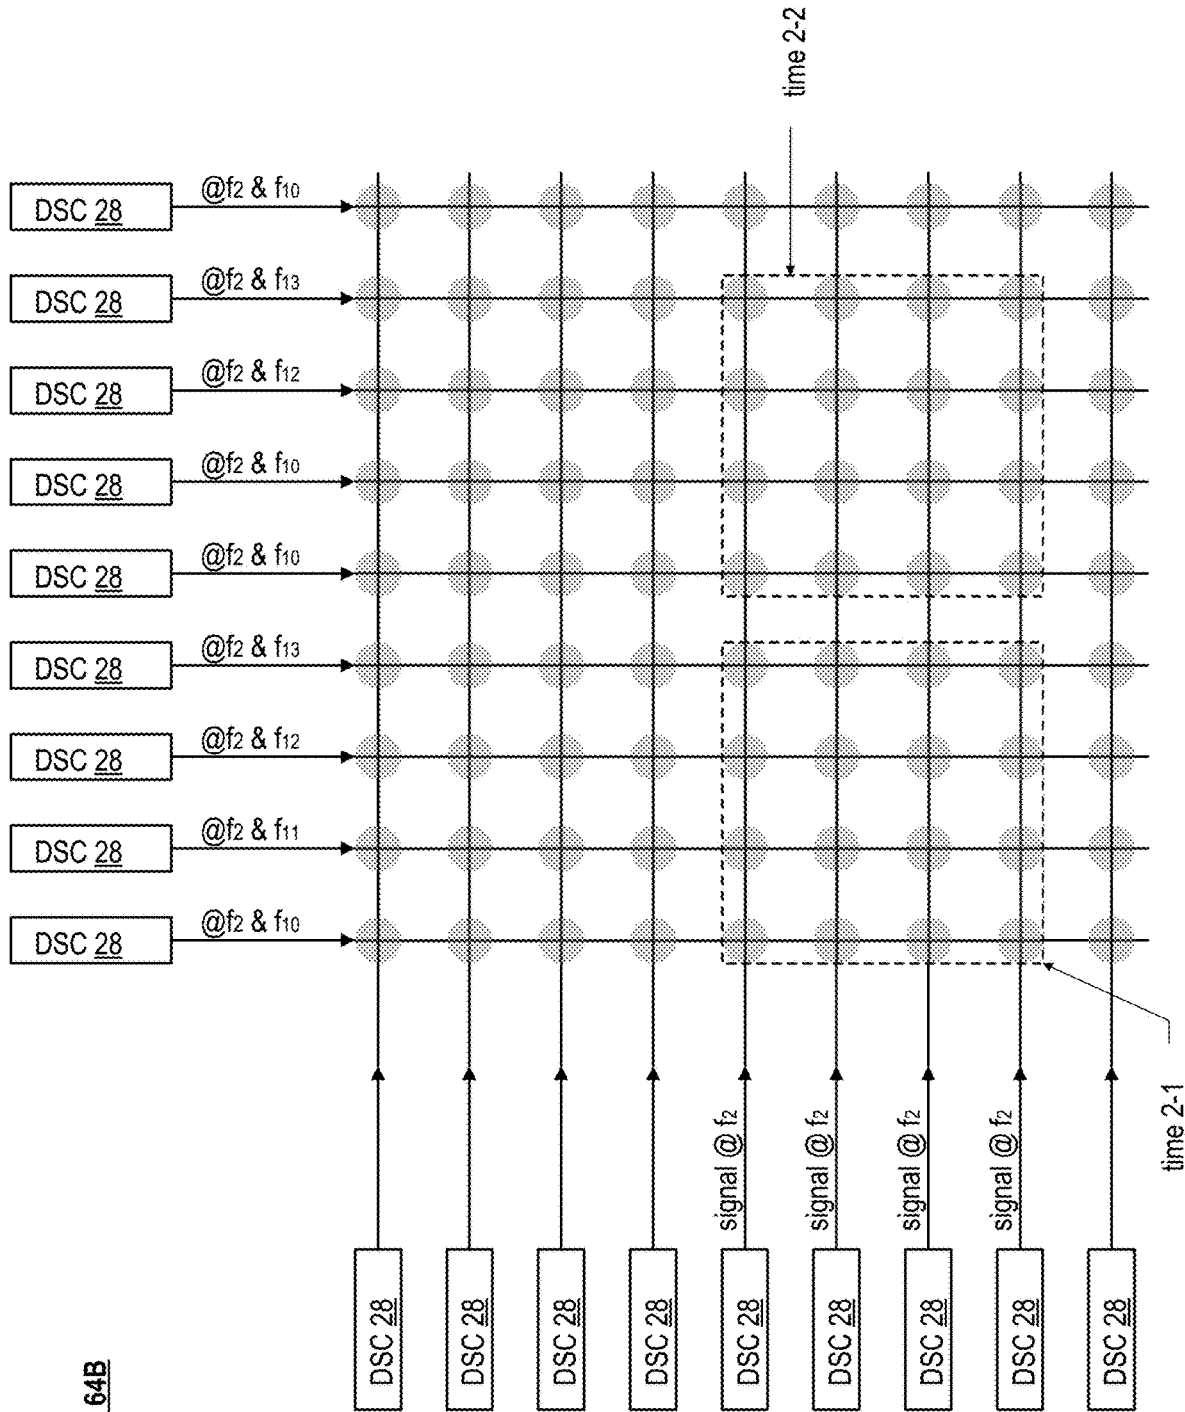 time 2-2
DSC 28
@f2 & f10
DSC 28
@f2 & f13
DSC 28
@f2 & f12
DSC 28
@f2 & f10
DSC 28
@f2 & f10
DSC 28
@f2 & f13
DSC 28
@f2 & f12
DSC 28
@f2 & f11
DSC 28
@f2 & f10
DSC 28
DSC 28
DSC 28
DSC 28
signal @ f2
DSC 28
signal @ f2
DSC 28
signal @ f2
DSC 28
signal @ f2
DSC 28
DSC 28
time 2-1
64B